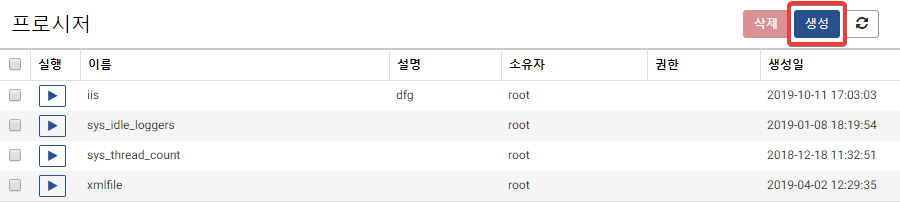 프로시저 삭제 생성
실행 이름 설명 소유자 권한 생성일
iis dfg root 2019-10-11 17:03:03
sys_idle_loggers root 2019-01-08 18:19:54
sys_thread_count root 2018-12-18 11:32:51
xmlfile root 2019-04-02 12:29:35